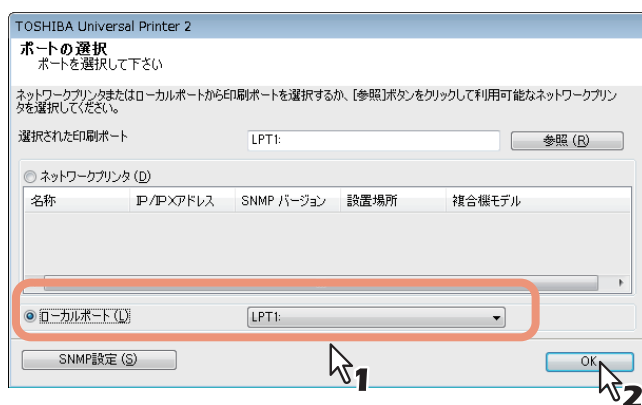 TOSHIBA Universal Printer 2
ポートの選択
ポートを選択して下さい
ネットワークプリンタまたはローカルポートから印刷ポートを選択するか、[参照]ボタンをクリックして利用可能なネットワークプリン
タを選択してください。
選択された印刷ポート LPT1: 参照 (R)
ネットワークプリンタ (D)
名称 IP/IPXアドレス SNMP バージョン 設置場所 複合機モデル
ローカルポート (L) LPT1:
SNMP設定 (S) 1 OK 2